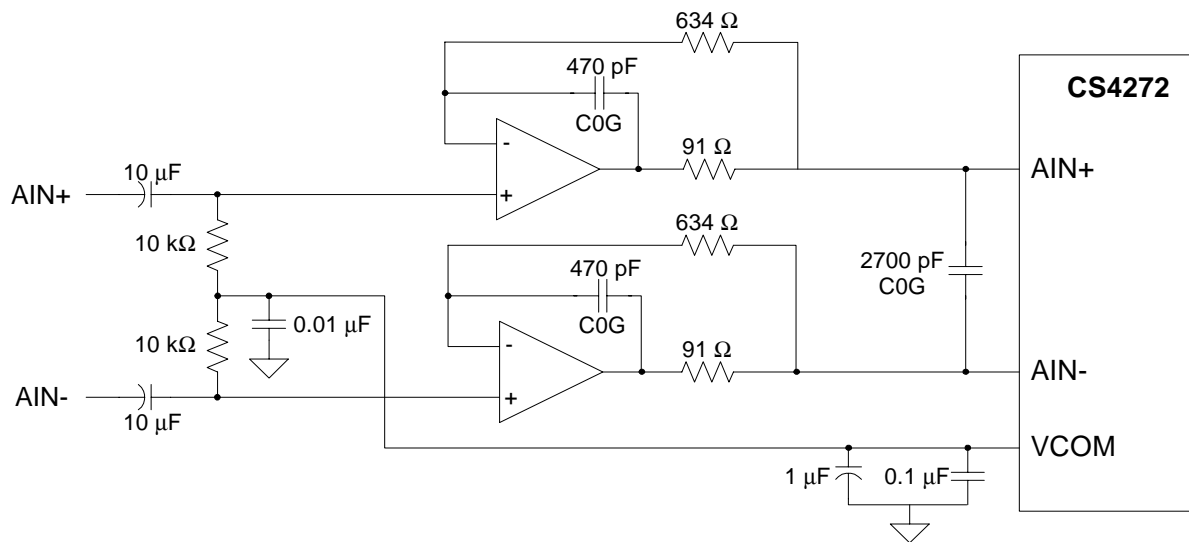 634 Ω
470 pF
C0G
CS4272
-
+
91 Ω
10 µF
AIN+
AIN+
10 kΩ
634 Ω
470 pF
C0G
2700 pF
C0G
0.01 µF
10 kΩ
-
+
91 Ω
AIN-
AIN-
10 µF
VCOM
1 µF
0.1 µF